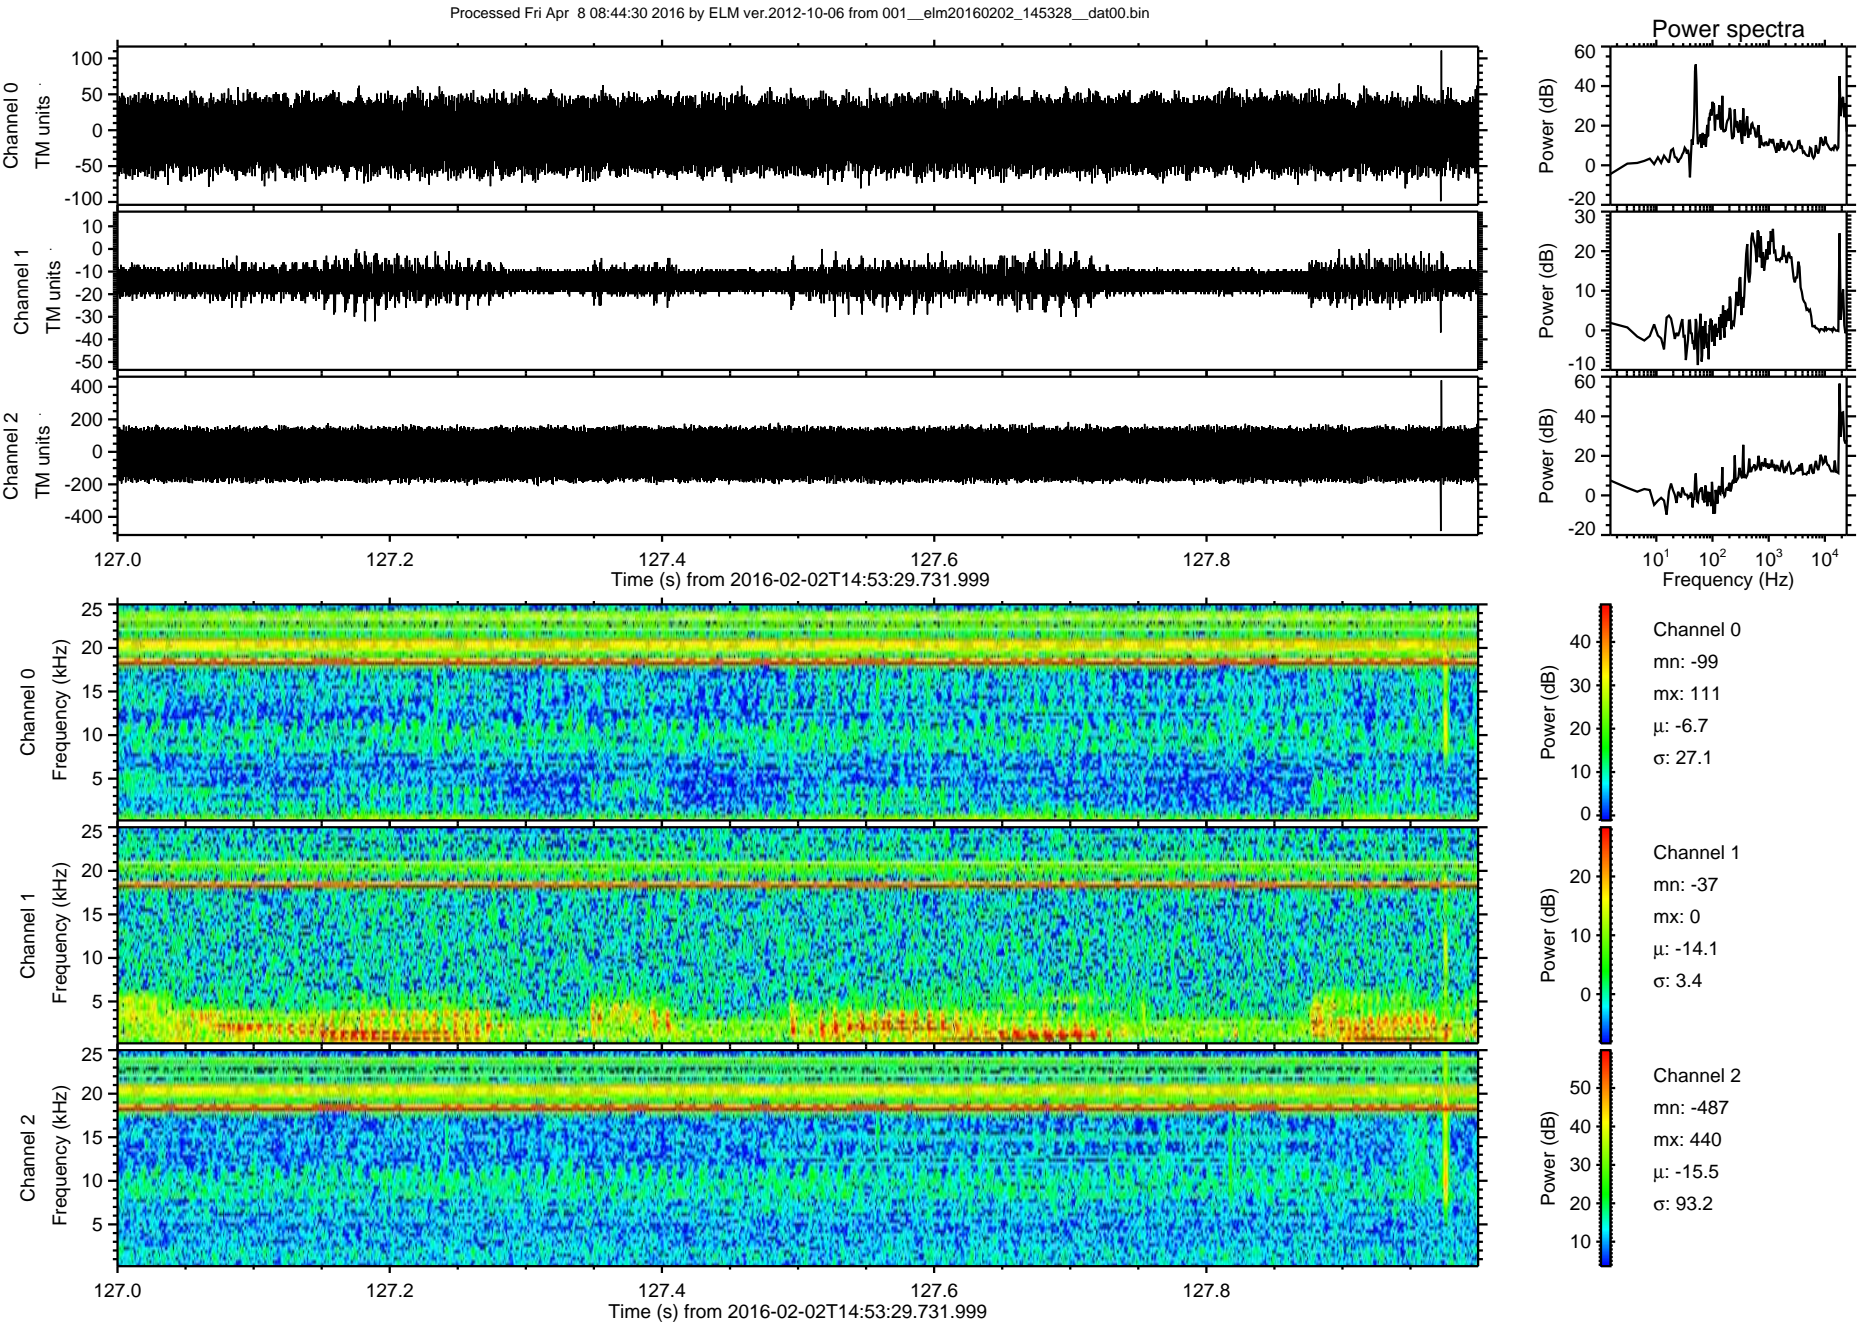 Processed Fri Apr  8 08:44:30 2016 by ELM ver.2012-10-06 from 001__elm20160202_145328__dat00.bin
Power spectra
Channel 0
TM units
100
50
0
-50
-100
Power (dB)
60
40
20
0
-20
Channel 1
TM units
10
0
-10
-20
-30
-40
-50
Power (dB)
30
20
10
0
-10
Channel 2
TM units
400
200
0
-200
-400
Power (dB)
60
40
20
0
-20
127.0 127.2 127.4 127.6 127.8
Time (s) from 2016-02-02T14:53:29.731.999
10¹ 10² 10³ 10⁴
Frequency (Hz)
Channel 0
Frequency (kHz)
25
20
15
10
5
Power (dB)
40
30
20
10
0
Channel 0
mn: -99
mx: 111
μ: -6.7
σ: 27.1
Channel 1
Frequency (kHz)
25
20
15
10
5
Power (dB)
20
10
0
Channel 1
mn: -37
mx: 0
μ: -14.1
σ: 3.4
Channel 2
Frequency (kHz)
25
20
15
10
5
Power (dB)
50
40
30
20
10
Channel 2
mn: -487
mx: 440
μ: -15.5
σ: 93.2
127.0 127.2 127.4 127.6 127.8
Time (s) from 2016-02-02T14:53:29.731.999